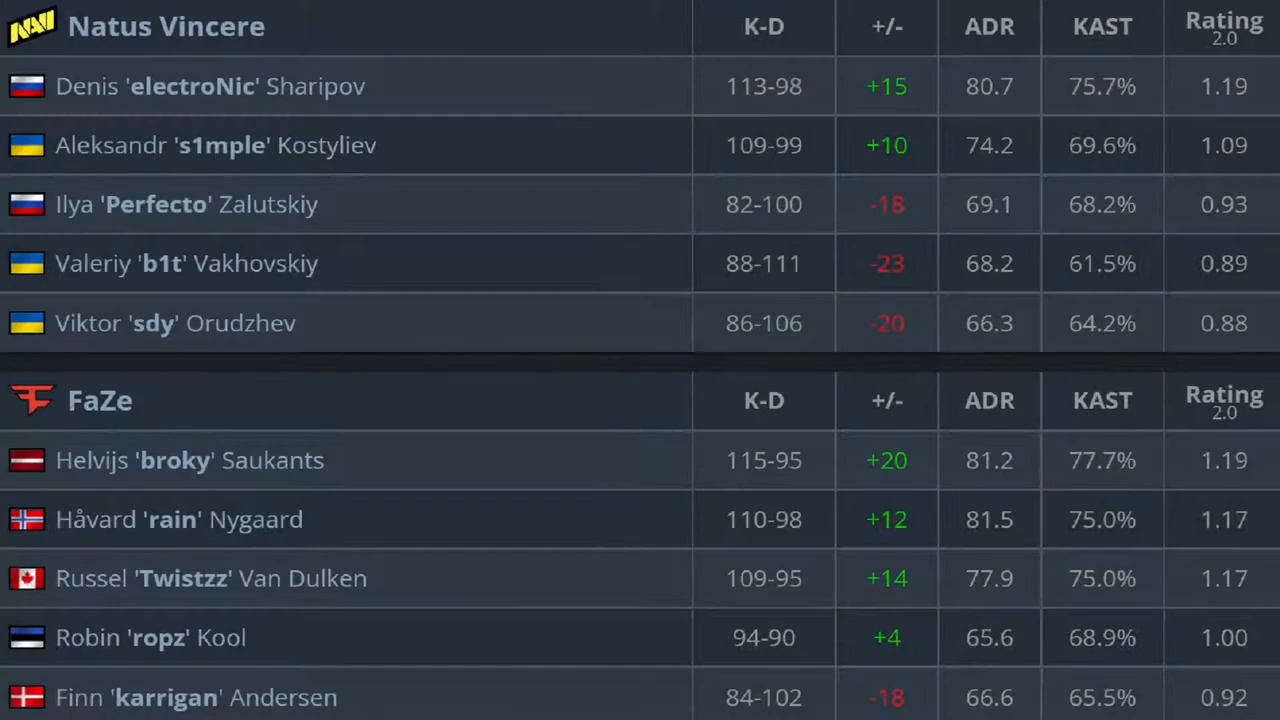 NAVI Natus Vincere K-D +/- ADR KAST Rating 2.0
Denis 'electroNic' Sharipov 113-98 +15 80.7 75.7% 1.19
Aleksandr 's1mple' Kostyliev 109-99 +10 74.2 69.6% 1.09
Ilya 'Perfecto' Zalutskiy 82-100 -18 69.1 68.2% 0.93
Valeriy 'b1t' Vakhovskiy 88-111 -23 68.2 61.5% 0.89
Viktor 'sdy' Orudzhev 86-106 -20 66.3 64.2% 0.88
FaZe K-D +/- ADR KAST Rating 2.0
Helvijs 'broky' Saukants 115-95 +20 81.2 77.7% 1.19
Håvard 'rain' Nygaard 110-98 +12 81.5 75.0% 1.17
Russel 'Twistzz' Van Dulken 109-95 +14 77.9 75.0% 1.17
Robin 'ropz' Kool 94-90 +4 65.6 68.9% 1.00
Finn 'karrigan' Andersen 84-102 -18 66.6 65.5% 0.92